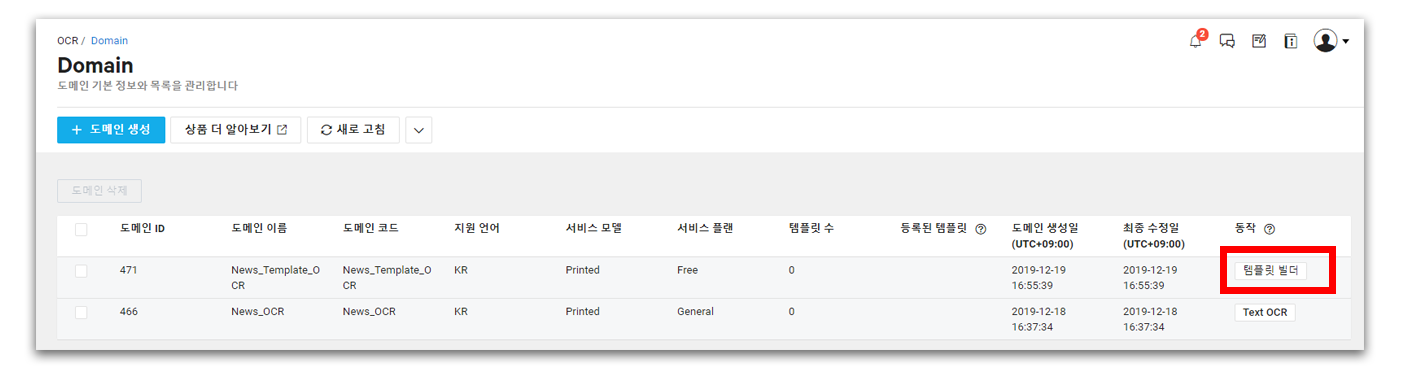 OCR / Domain
2
Domain
도메인 기본 정보와 목록을 관리합니다
+ 도메인 생성 상품 더 알아보기 새로 고침
도메인 삭제
도메인 ID 도메인 이름 도메인 코드 지원 언어 서비스 모델 서비스 플랜 템플릿 수 등록된 템플릿 ? 도메인 생성일 최종 수정일 동작 ?
(UTC+09:00) (UTC+09:00)
471 News_Template_O News_Template_O KR Printed Free 0 2019-12-19 2019-12-19 템플릿 빌더
CR CR 16:55:39 16:55:39
466 News_OCR News_OCR KR Printed General 0 2019-12-18 2019-12-18 Text OCR
16:37:34 16:37:34